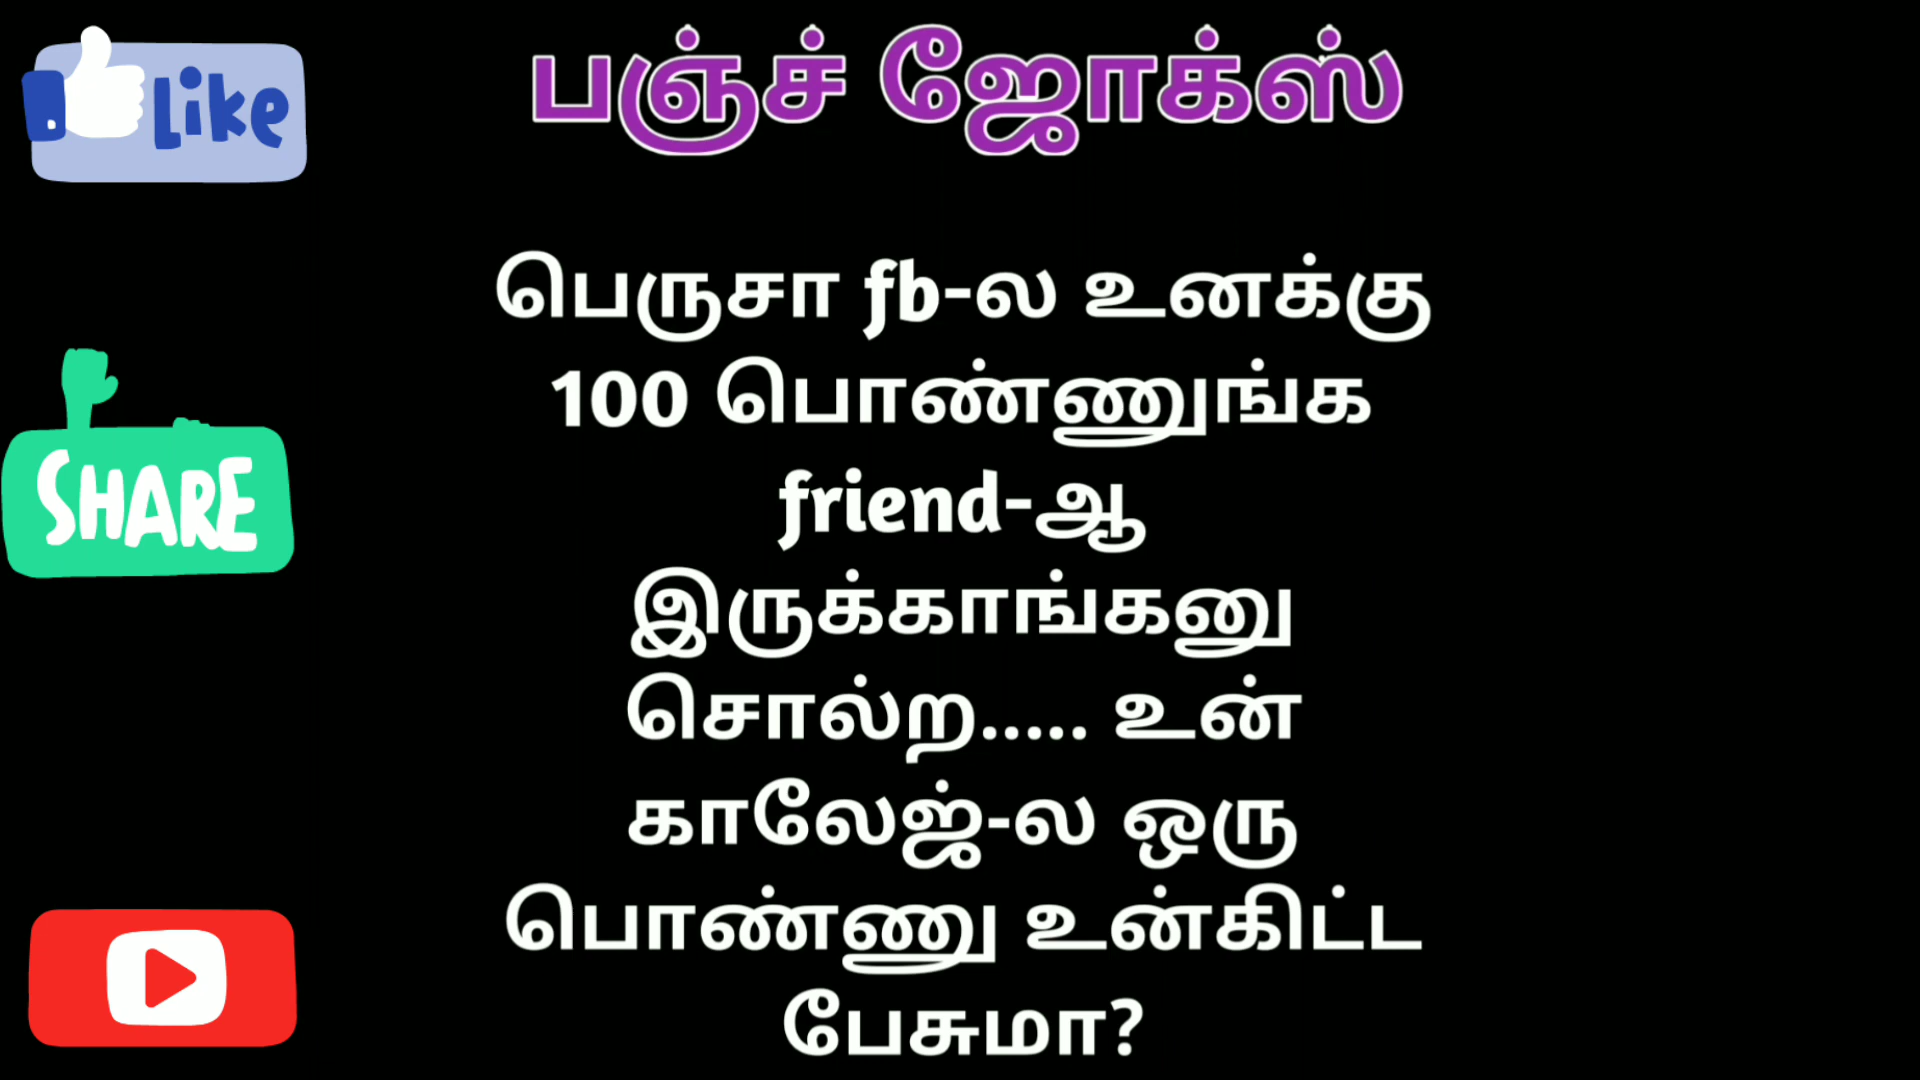 Like
பஞ்ச் ஜோக்ஸ்
பெருசா fb-ல உனக்கு
100 பொண்ணுங்க
friend-ஆ
இருக்காங்கனு
சொல்ற..... உன்
காலேஜ்-ல ஒரு
பொண்ணு உன்கிட்ட
பேசுமா?
SHARE